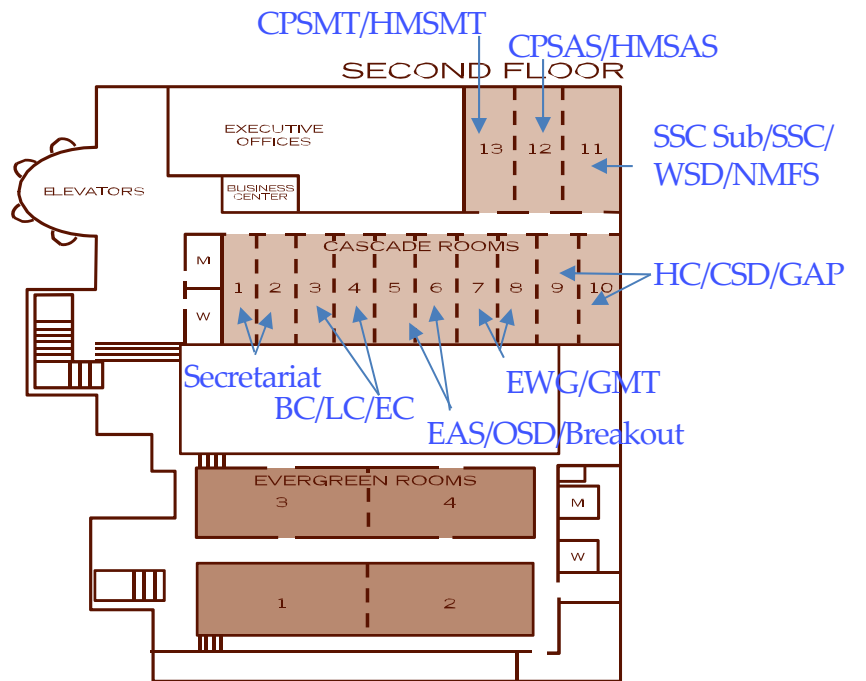 CPSMT/HMSMT
CPSAS/HMSAS
SECOND FLOOR
EXECUTIVE
OFFICES
13
12
11
SSC Sub/SSC/
WSD/NMFS
ELEVATORS
BUSINESS
CENTER
CASCADE ROOMS
M
1
2
3
4
5
6
7
8
9
10
HC/CSD/GAP
W
Secretariat
BC/LC/EC
EWG/GMT
EAS/OSD/Breakout
EVERGREEN ROOMS
3
4
M
W
1
2